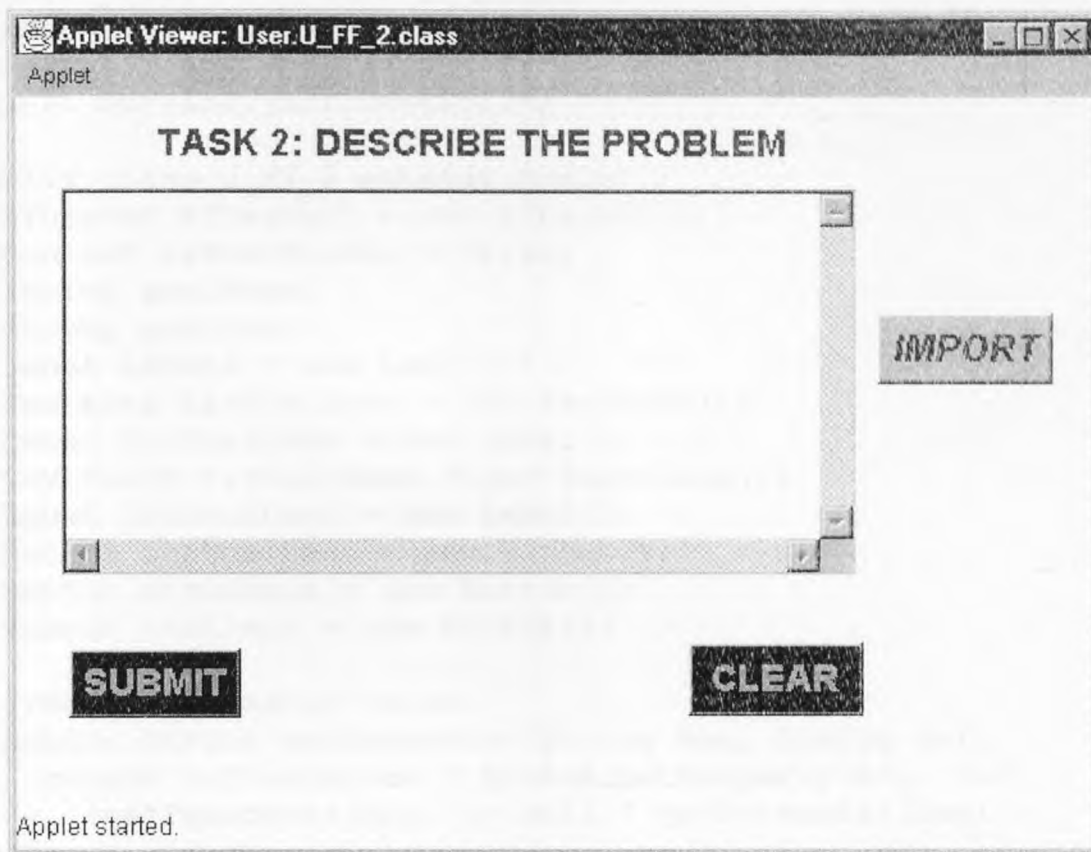 Applet Viewer: User.U_FF_2.class
Applet
TASK 2: DESCRIBE THE PROBLEM
IMPORT
SUBMIT
CLEAR
Applet started.